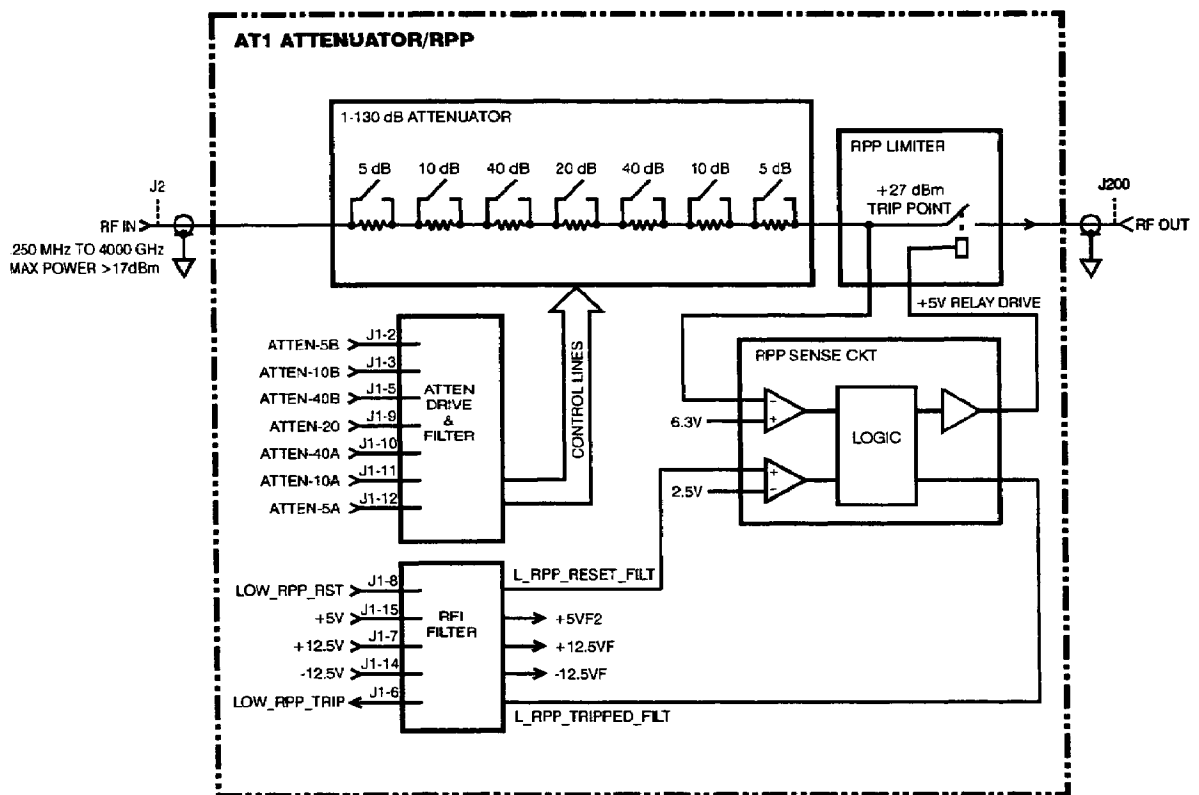 AT1 ATTENUATOR/RPP
1-130 dB ATTENUATOR
5 dB
10 dB
40 dB
20 dB
40 dB
10 dB
5 dB
RPP LIMITER
+27 dBm
TRIP POINT
J2
RF IN
.250 MHz TO 4000 GHz
MAX POWER >17dBm
J200
RF OUT
+5V RELAY DRIVE
CONTROL LINES
ATTEN-5B J1-2
ATTEN-10B J1-3
ATTEN-40B J1-5
ATTEN-20 J1-9
ATTEN-40A J1-10
ATTEN-10A J1-11
ATTEN-5A J1-12
ATTEN
DRIVE
&
FILTER
RPP SENSE CKT
-
+
6.3V
+
-
2.5V
LOGIC
LOW_RPP_RST J1-8
+5V J1-15
+12.5V J1-7
-12.5V J1-14
LOW_RPP_TRIP J1-6
RFI
FILTER
L_RPP_RESET_FILT
+5VF2
+12.5VF
-12.5VF
L_RPP_TRIPPED_FILT